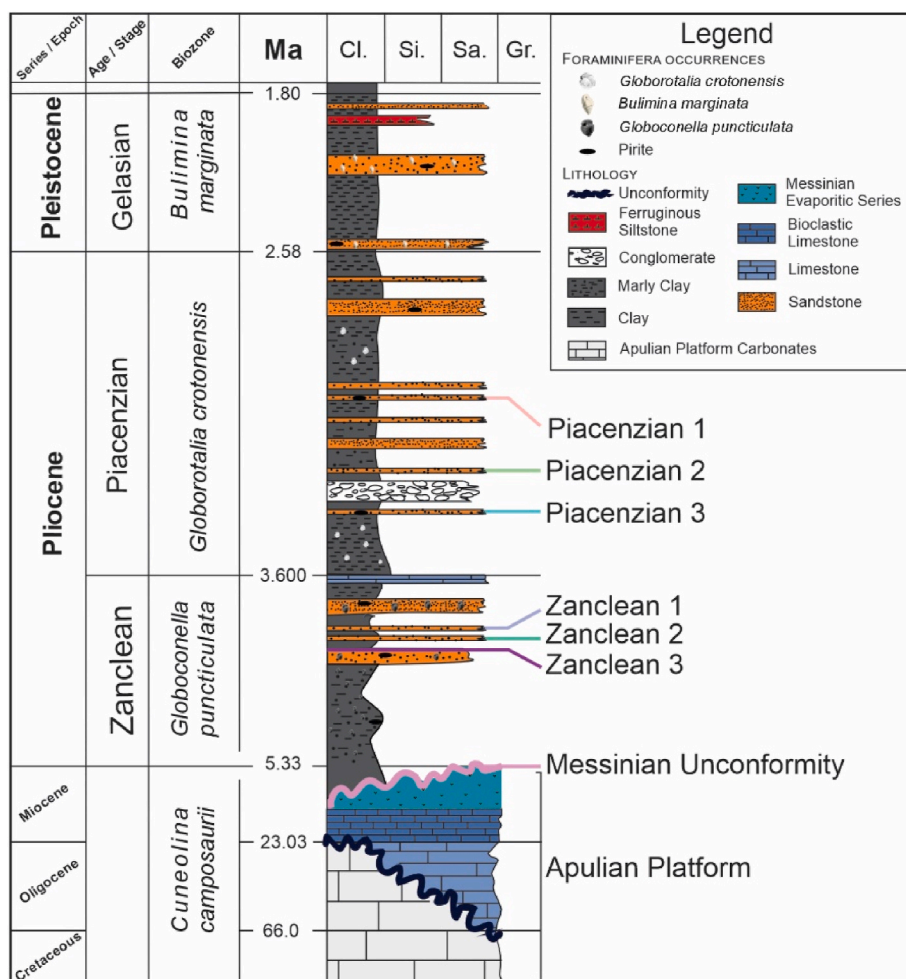 Series / Epoch
Age / Stage
Biozone
Ma
Cl.
Si.
Sa.
Gr.
Legend
FORAMINIFERA OCCURRENCES
Globorotalia crotonensis
Bulimina marginata
Globoconella puncticulata
Pirite
LITHOLOGY
Unconformity
Ferruginous
Siltstone
Conglomerate
Marly Clay
Clay
Apulian Platform Carbonates
Messinian
Evaporitic Series
Bioclastic
Limestone
Limestone
Sandstone
1.80
Pleistocene
Gelasian
Bulimina
marginata
2.58
Pliocene
Piacenzian
Globorotalia crotonensis
Piacenzian 1
Piacenzian 2
Piacenzian 3
3.600
Zanclean
Globoconella
puncticulata
Zanclean 1
Zanclean 2
Zanclean 3
5.33
Messinian Unconformity
Miocene
Cuneolina
camposaurii
23.03
Oligocene
Apulian Platform
66.0
Cretaceous